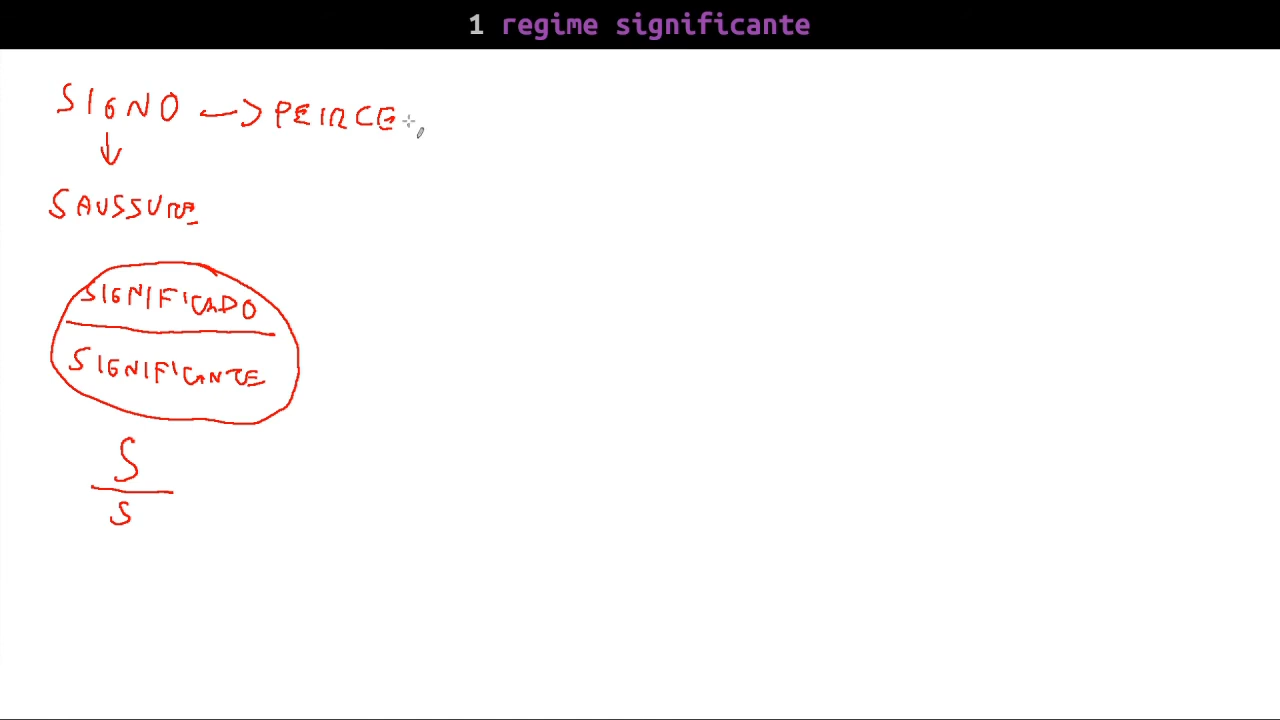 1 regime significante
SIGNO -> PEIRCE
↓
SAUSSURE
SIGNIFICADO
SIGNIFICANTE
S
s